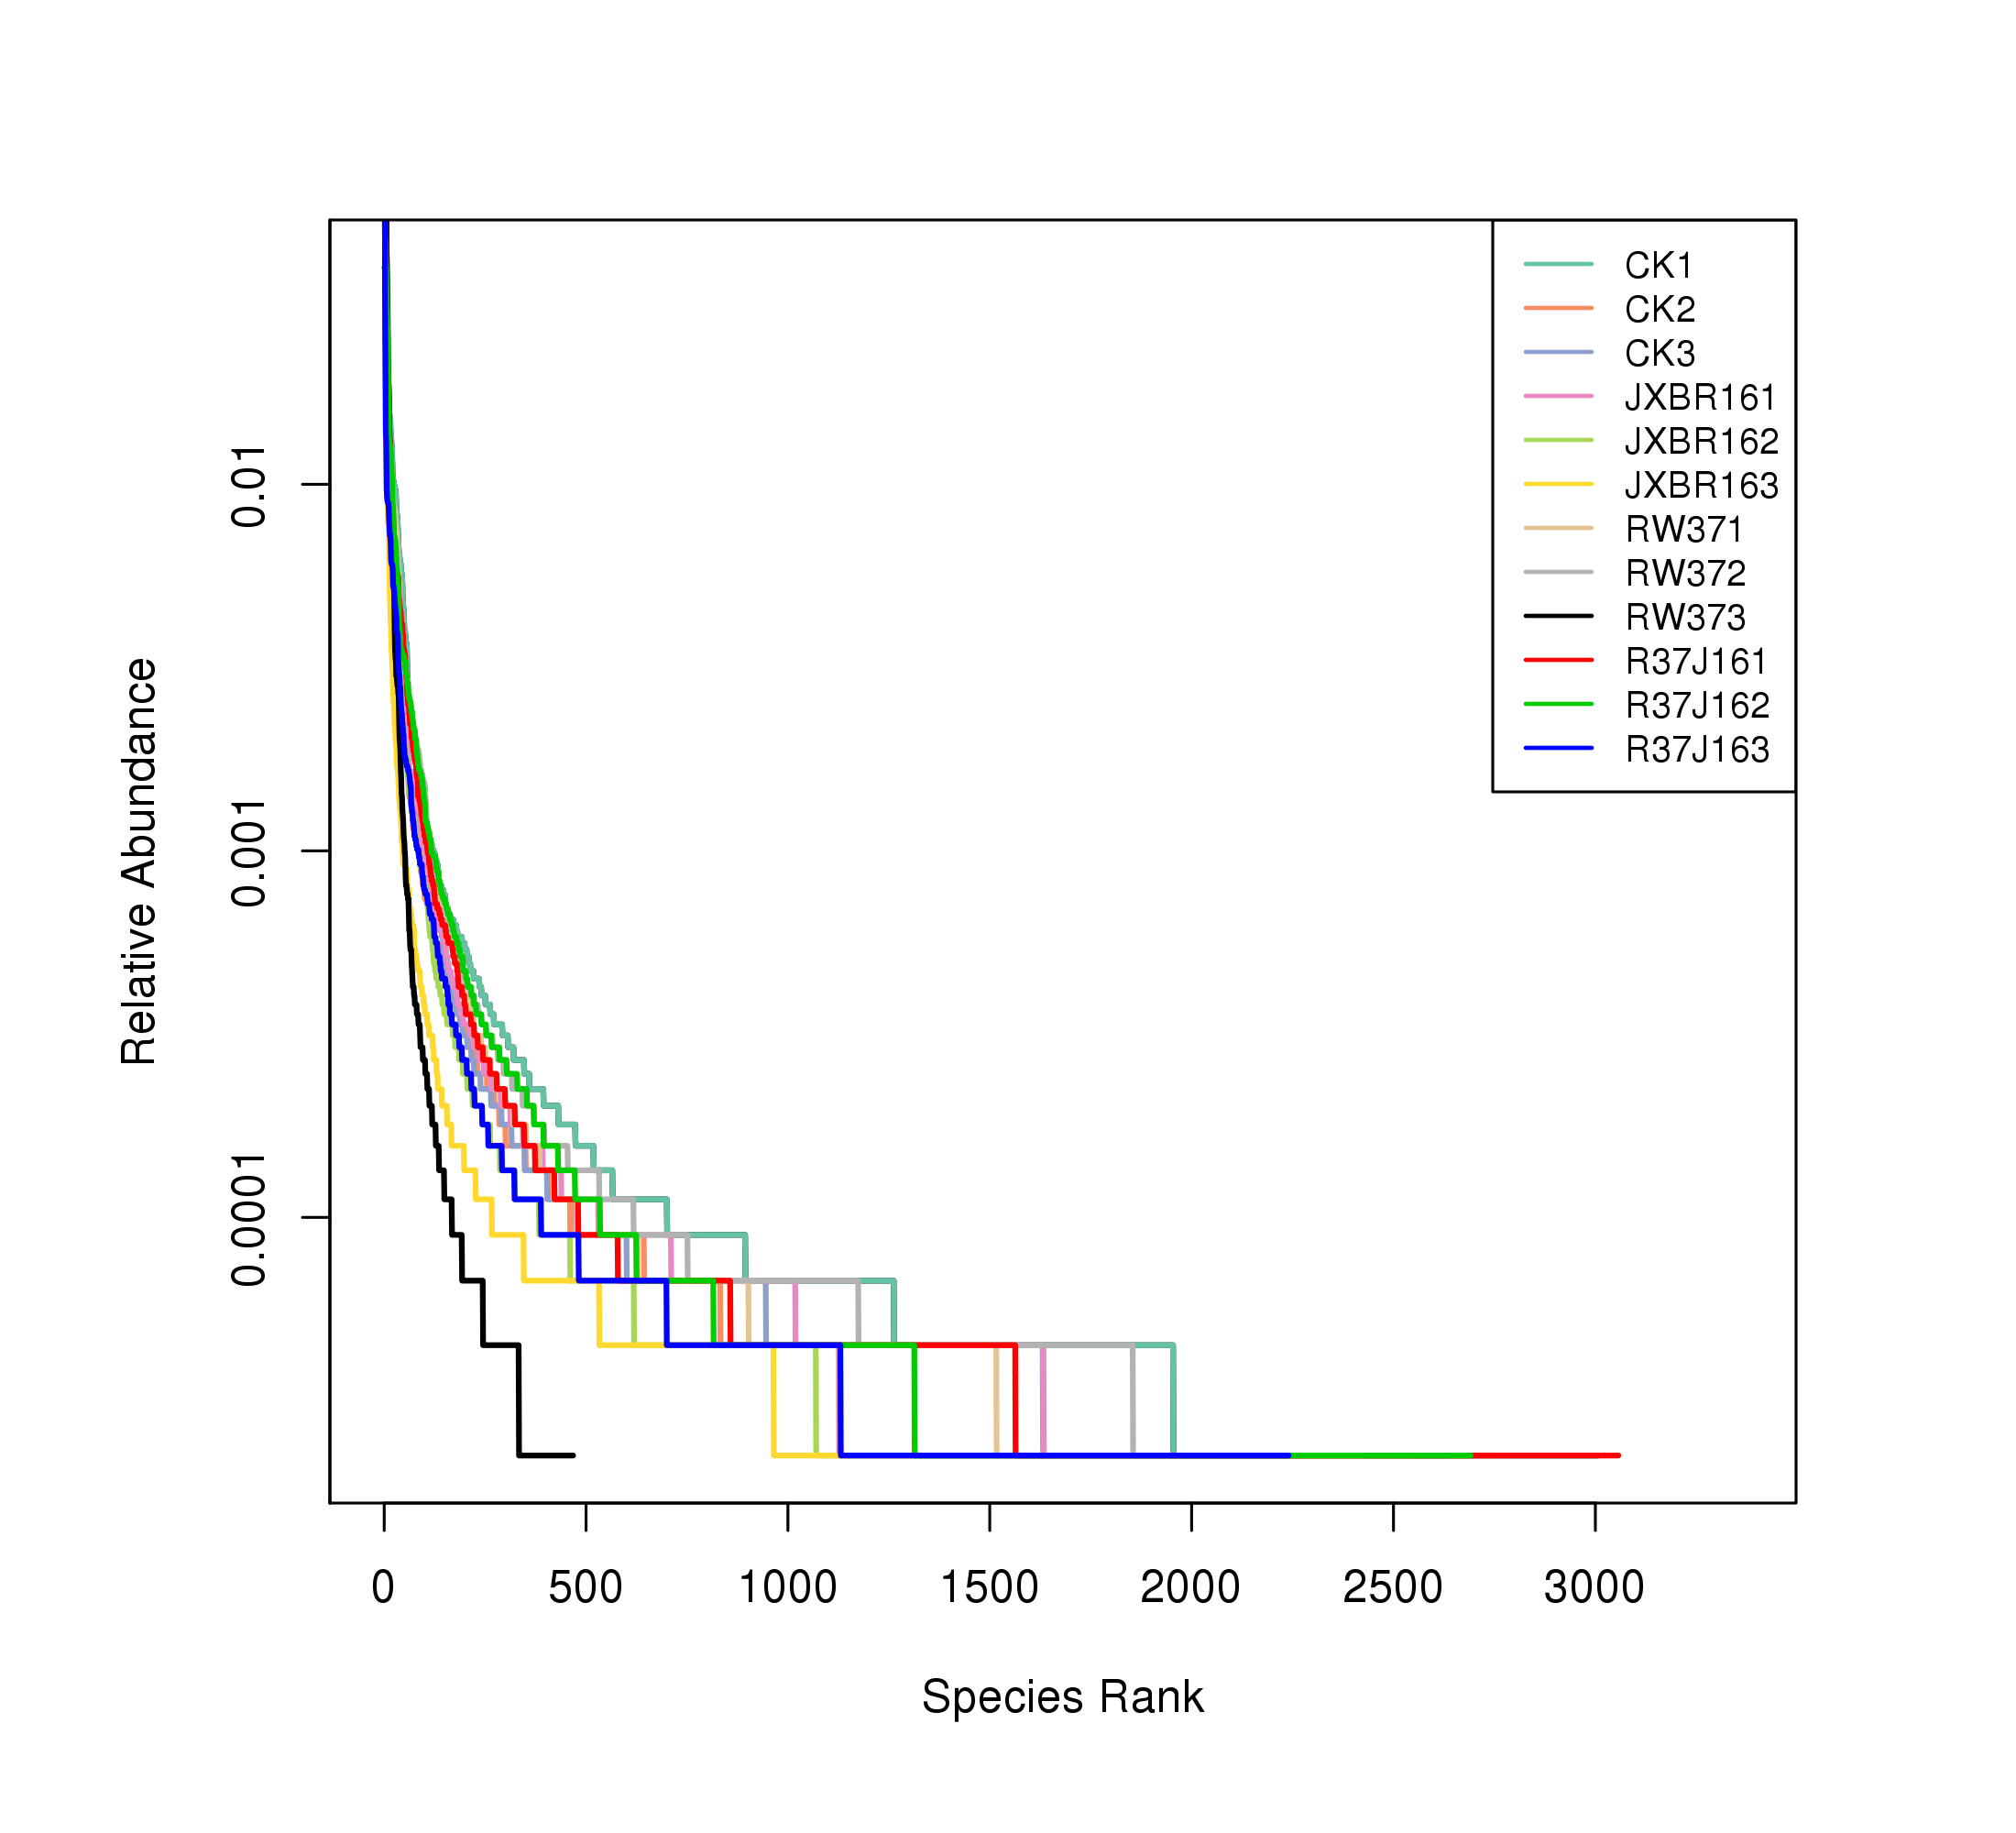 CK1
CK2
CK3
JXBR161
JXBR162
JXBR163
RW371
RW372
RW373
R37J161
R37J162
R37J163
Relative Abundance
0.01
0.001
0.0001
0 500 1000 1500 2000 2500 3000
Species Rank